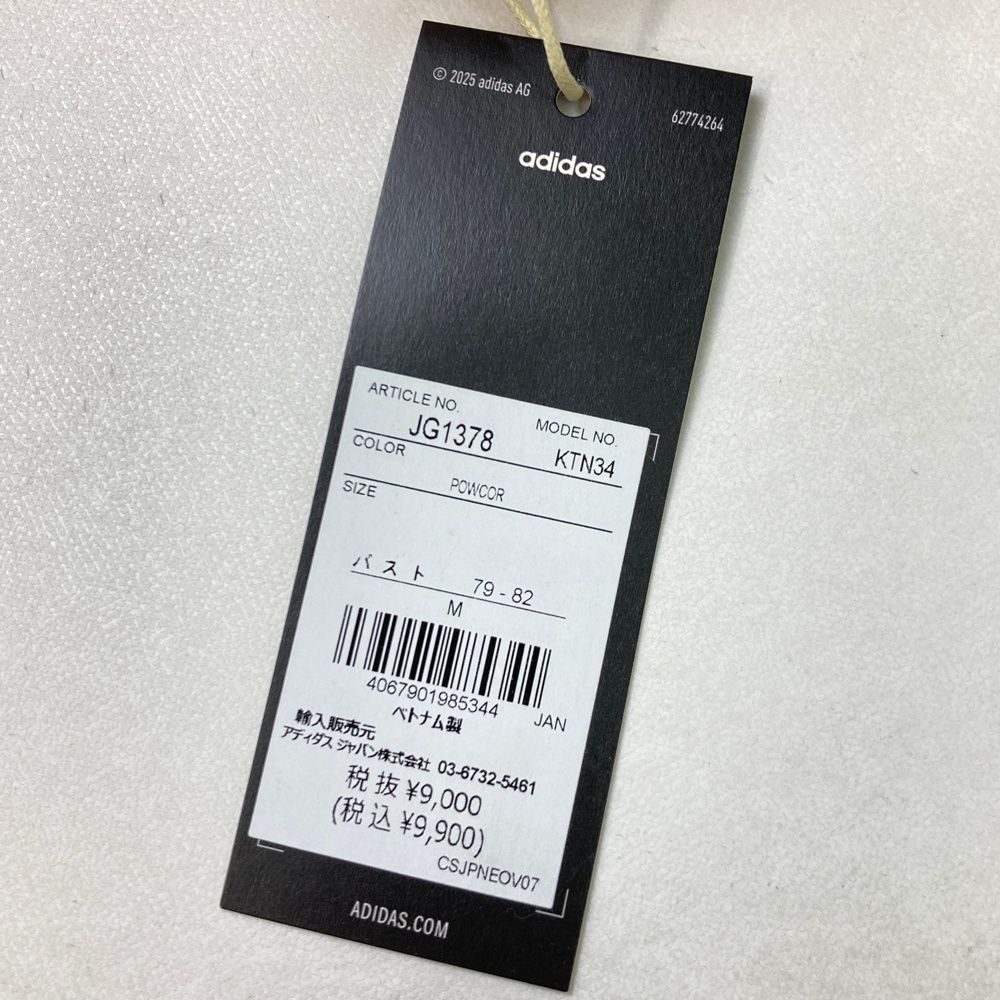 © 2025 adidas AG
62774264
adidas
ARTICLE NO.
JG1378
MODEL NO.
KTN34
COLOR
POWCOR
SIZE
バスト 79 - 82
M
4067901985344 JAN
ベトナム製
輸入販売元
アディダス ジャパン株式会社 03-6732-5461
税抜 ¥9,000
(税込 ¥9,900)
CSJPNEOV07
ADIDAS.COM